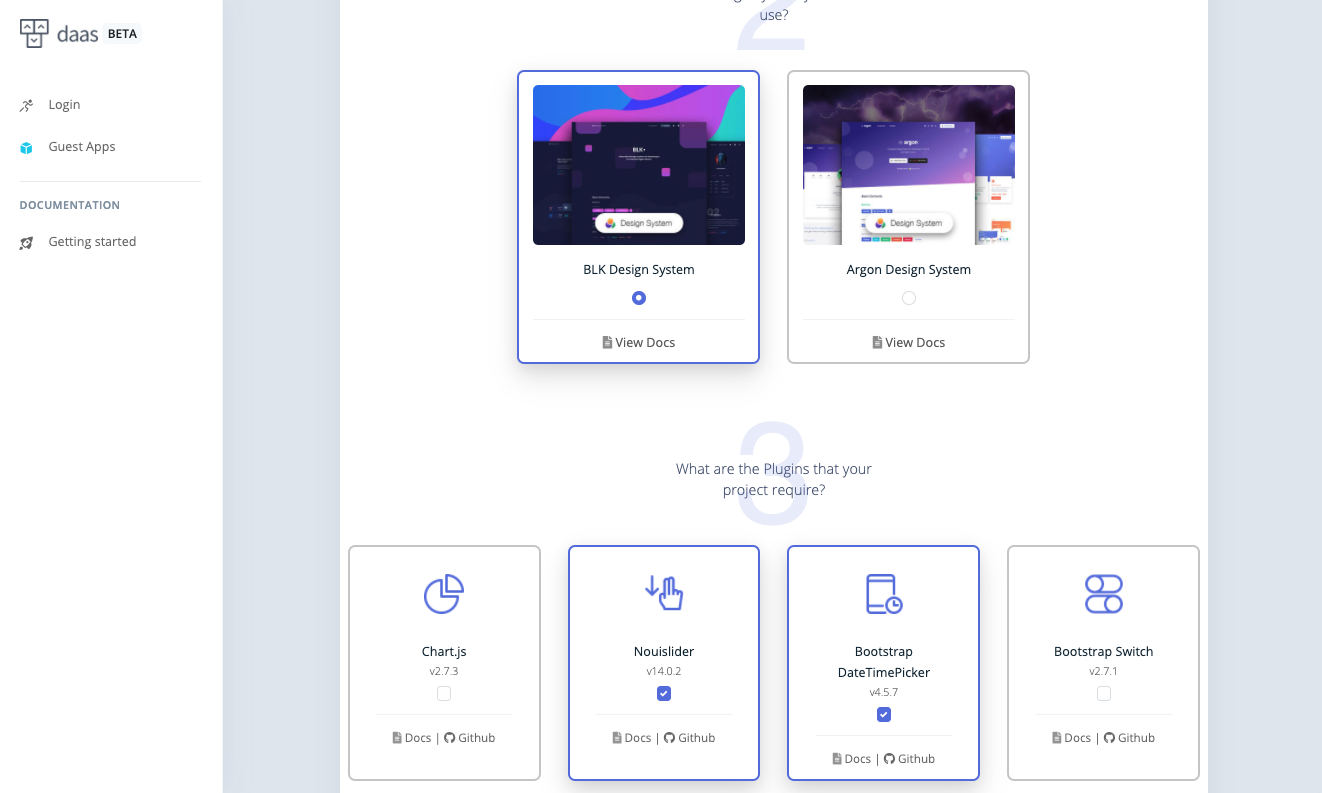 daas BETA
Login
Guest Apps
DOCUMENTATION
Getting started
2
use?
BLK•
Design System
argon
Design System
BLK Design System
Argon Design System
View Docs
View Docs
3
What are the Plugins that your
project require?
Chart.js
v2.7.3
Docs | Github
Nouislider
v14.0.2
Docs | Github
Bootstrap
DateTimePicker
v4.5.7
Docs | Github
Bootstrap Switch
v2.7.1
Docs | Github